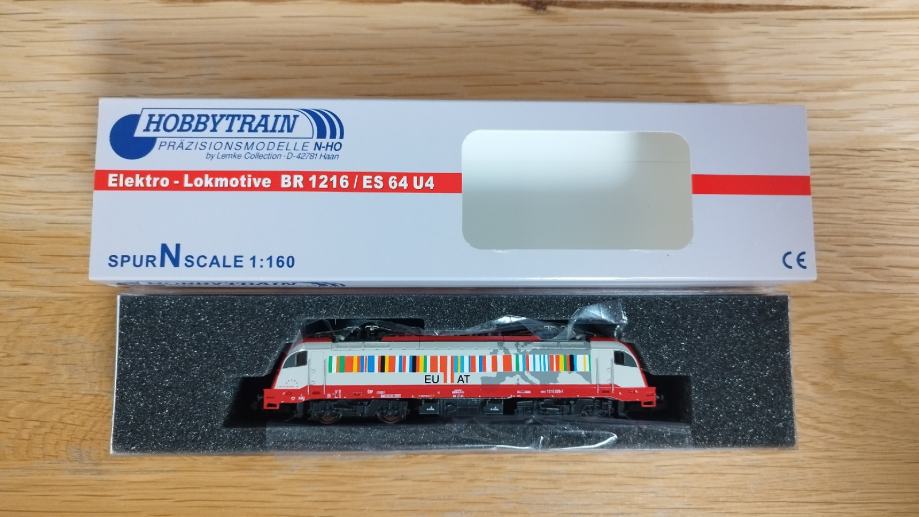 HOBBYTRAIN
PRÄZISIONSMODELLE N-HO
by Lemke Collection · D-42781 Haan
Elektro - Lokmotive BR 1216 / ES 64 U4
SPUR N SCALE 1:160
CE
HOBBYTRAIN
EU AT